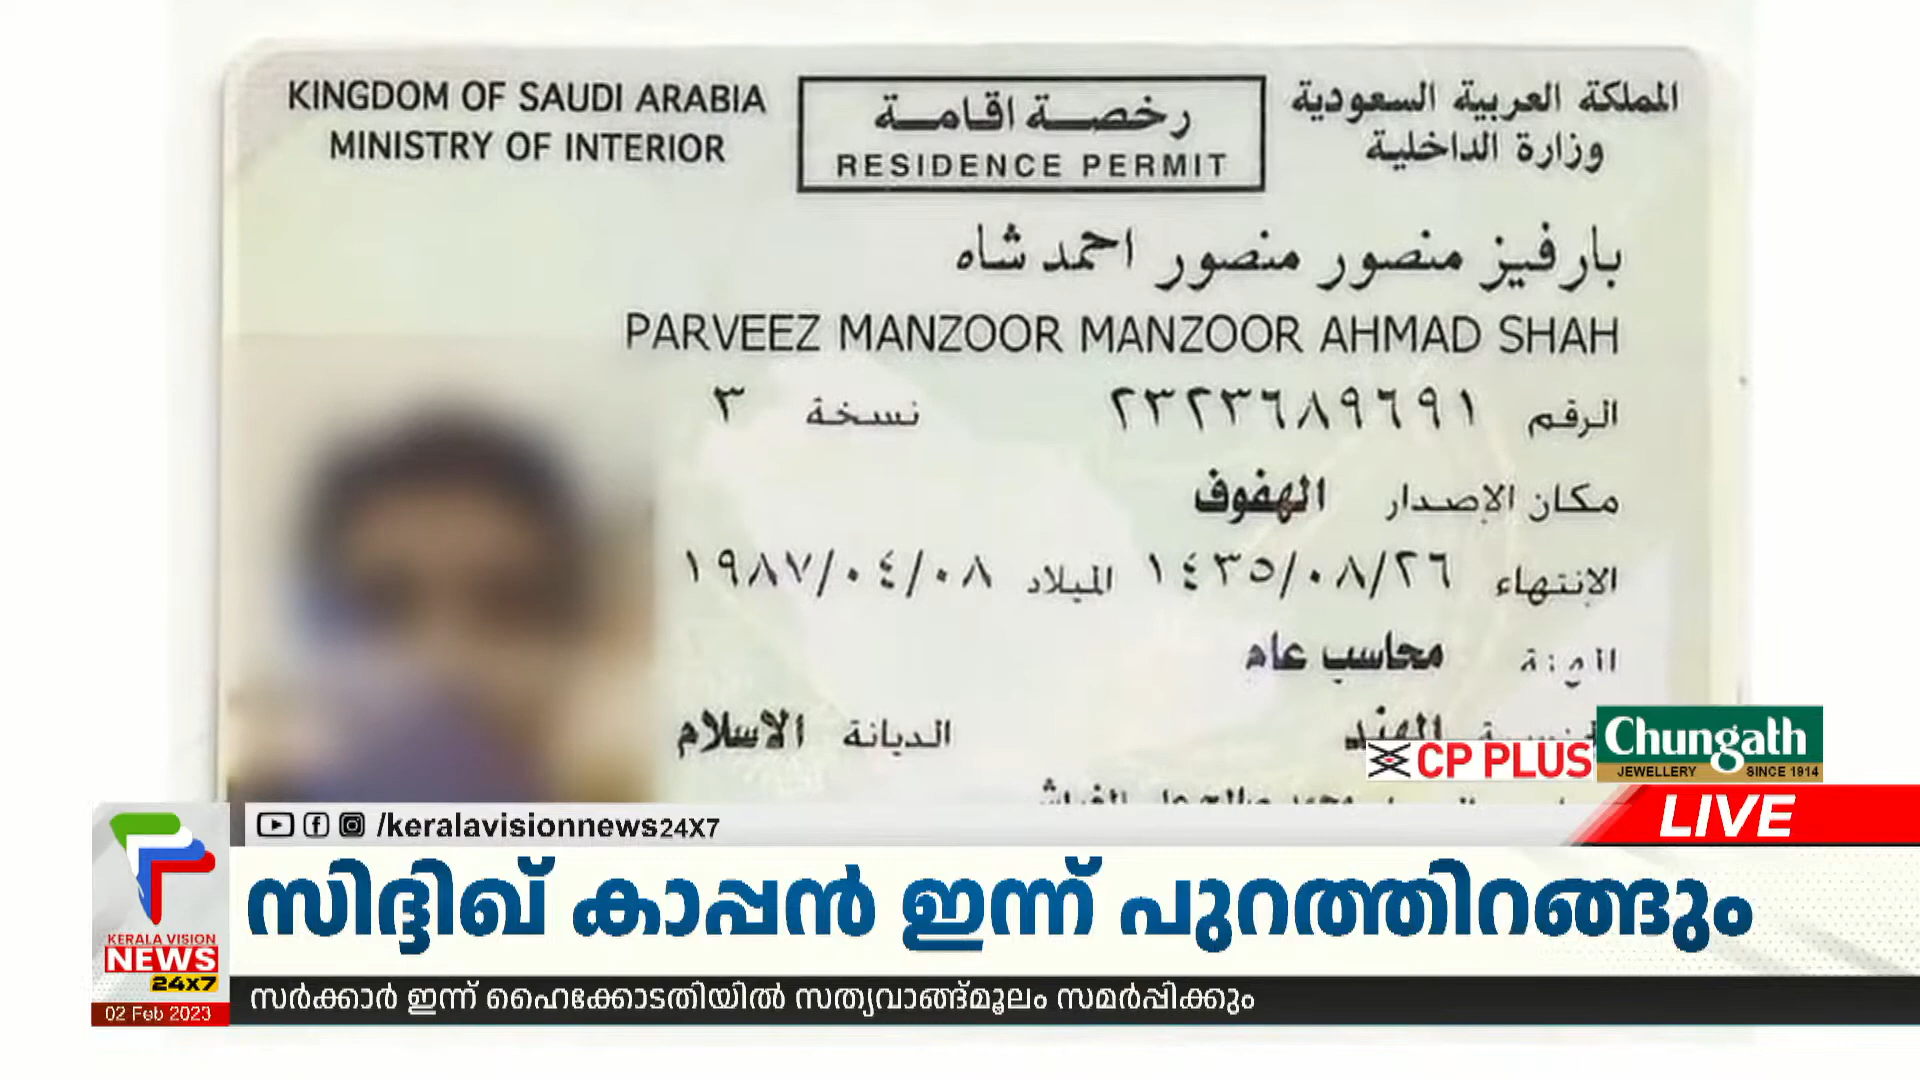 KINGDOM OF SAUDI ARABIA
MINISTRY OF INTERIOR
رخصة اقامة
RESIDENCE PERMIT
المملكة العربية السعودية
وزارة الداخلية
بارفيز منصور منصور احمد شاه
PARVEEZ MANZOOR MANZOOR AHMAD SHAH
الرقم ٢٣٢٣٦٨٩٦٩١ نسخة ٣
مكان الإصدار الهفوف
الإنتهاء ١٤٣٥/٠٨/٢٦ الميلاد ١٩٨٧/٠٤/٠٨
المهنة محاسب عام
الهند الديانة الاسلام
CP PLUS
Chungath
JEWELLERY SINCE 1914
LIVE
/keralavisionnews24X7
സിദ്ദിഖ് കാപ്പൻ ഇന്ന് പുറത്തിറങ്ങും
KERALA VISION
NEWS
24x7
02 Feb 2023
സർക്കാർ ഇന്ന് ഹൈക്കോടതിയിൽ സത്യവാങ്ങ്മൂലം സമർപ്പിക്കും